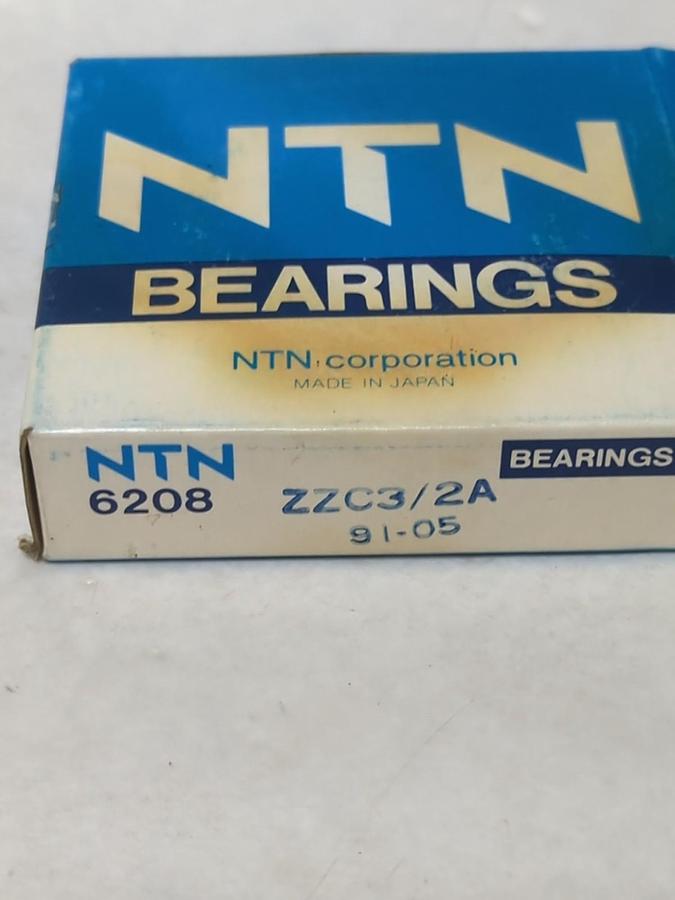 NTN
BEARINGS
NTN corporation
MADE IN JAPAN
NTN
BEARINGS
6208
ZZC3/2A
91-05